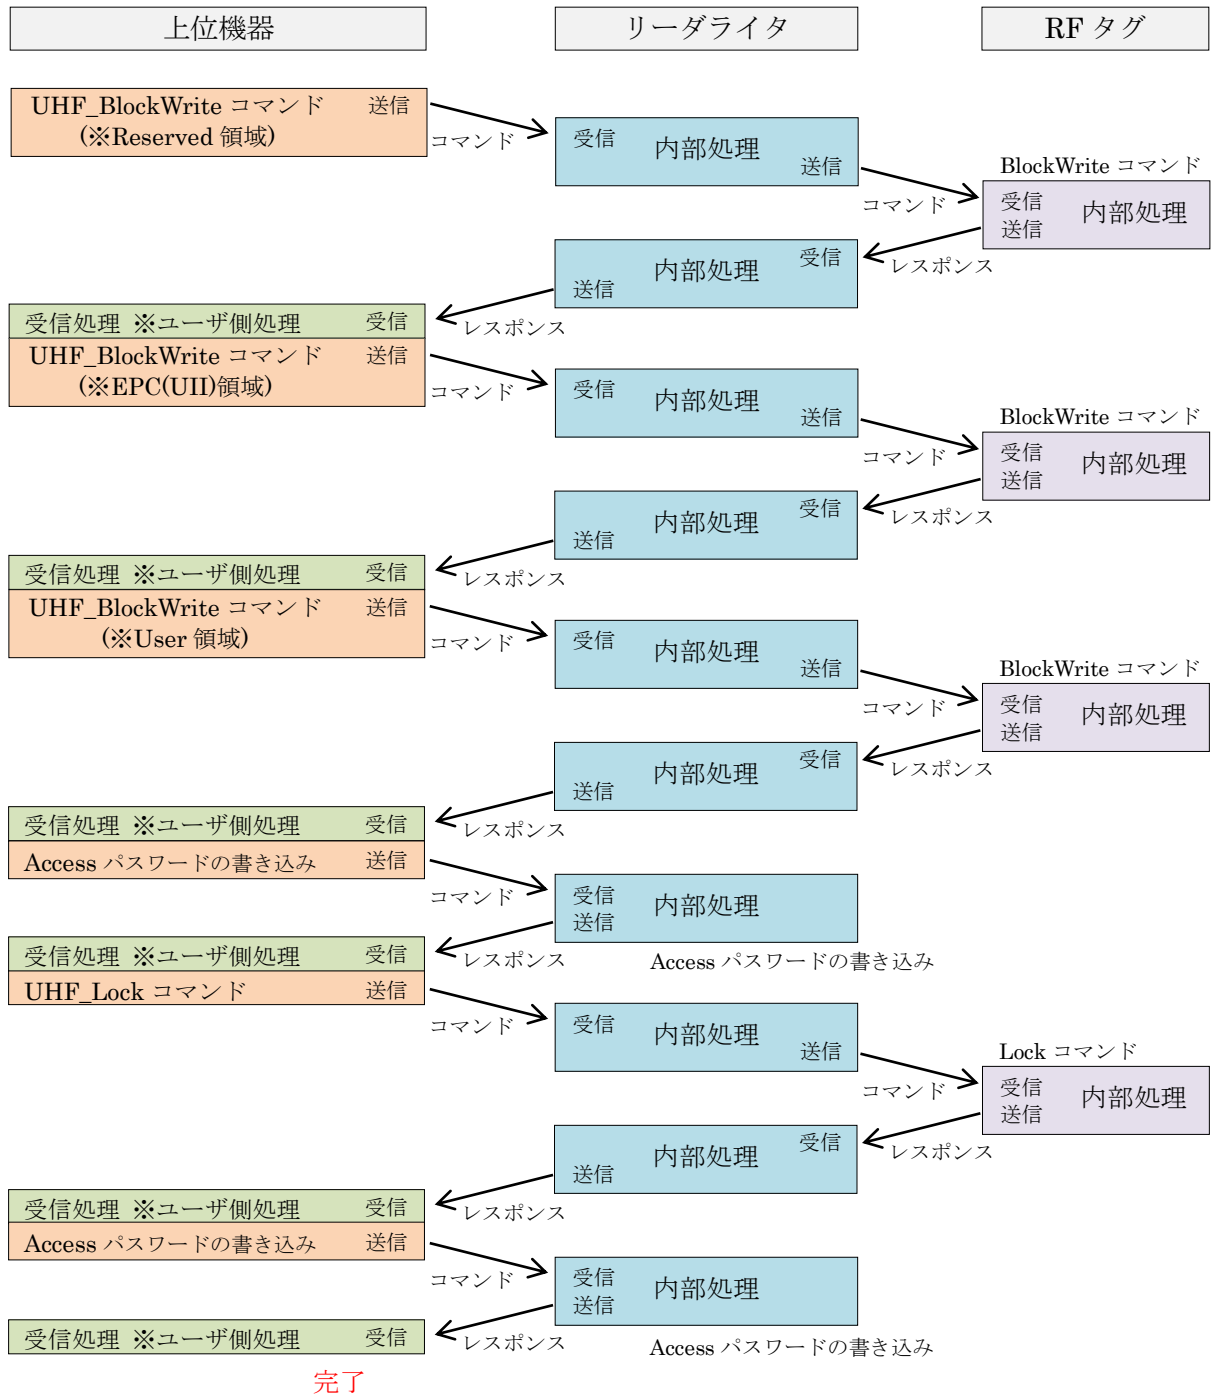 上位機器 リーダライタ RF タグ
UHF_BlockWrite コマンド 送信
(※Reserved 領域)
コマンド
受信 内部処理 送信
コマンド
BlockWrite コマンド
受信 内部処理
送信
レスポンス
内部処理 受信
送信
レスポンス
受信処理 ※ユーザ側処理 受信
UHF_BlockWrite コマンド 送信
(※EPC(UII)領域)
コマンド
受信 内部処理 送信
コマンド
BlockWrite コマンド
受信 内部処理
送信
レスポンス
内部処理 受信
送信
レスポンス
受信処理 ※ユーザ側処理 受信
UHF_BlockWrite コマンド 送信
(※User 領域)
コマンド
受信 内部処理 送信
コマンド
BlockWrite コマンド
受信 内部処理
送信
レスポンス
内部処理 受信
送信
レスポンス
受信処理 ※ユーザ側処理 受信
Access パスワードの書き込み 送信
コマンド
受信 内部処理
送信
Access パスワードの書き込み
レスポンス
受信処理 ※ユーザ側処理 受信
UHF_Lock コマンド 送信
コマンド
受信 内部処理 送信
コマンド
Lock コマンド
受信 内部処理
送信
レスポンス
内部処理 受信
送信
レスポンス
受信処理 ※ユーザ側処理 受信
Access パスワードの書き込み 送信
コマンド
受信 内部処理
送信
Access パスワードの書き込み
レスポンス
受信処理 ※ユーザ側処理 受信
完了